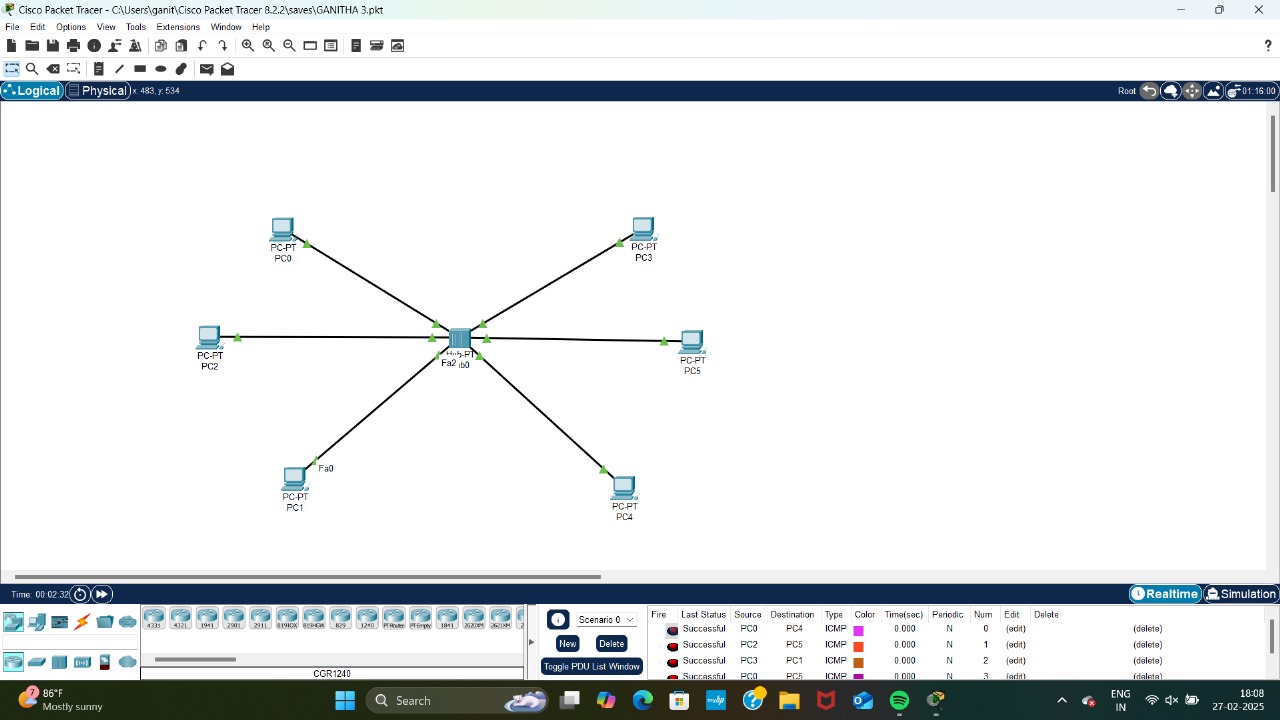 Cisco Packet Tracer - C:\Users\ganit\Cisco Packet Tracer 8.2.2\saves\GANITHA 3.pkt
File Edit Options View Tools Extensions Window Help
?
Logical Physical x: 483, y: 534 Root 01:16:00
PC-PT
PC0
PC-PT
PC3
PC-PT
PC2
Fa2
PC-PT
PC5
Fa0
PC-PT
PC1
PC-PT
PC4
Time: 00:02:32 Realtime Simulation
4331 4321 1941 2901 2911 819IOX 819HGW 829 1240 PT-Router PT-Empty 1841 2620XM 2621XM
CGR1240
Scenario 0
New Delete
Toggle PDU List Window
Fire Last Status Source Destination Type Color Time(sec) Periodic Num Edit Delete
Successful PC0 PC4 ICMP 0.000 N 0 (edit) (delete)
Successful PC2 PC5 ICMP 0.000 N 1 (edit) (delete)
Successful PC3 PC1 ICMP 0.000 N 2 (edit) (delete)
Successful PC0 PC5 ICMP 0.000 N 3 (edit) (delete)
7
86°F
Mostly sunny
Search
ENG
IN
18:08
27-02-2025